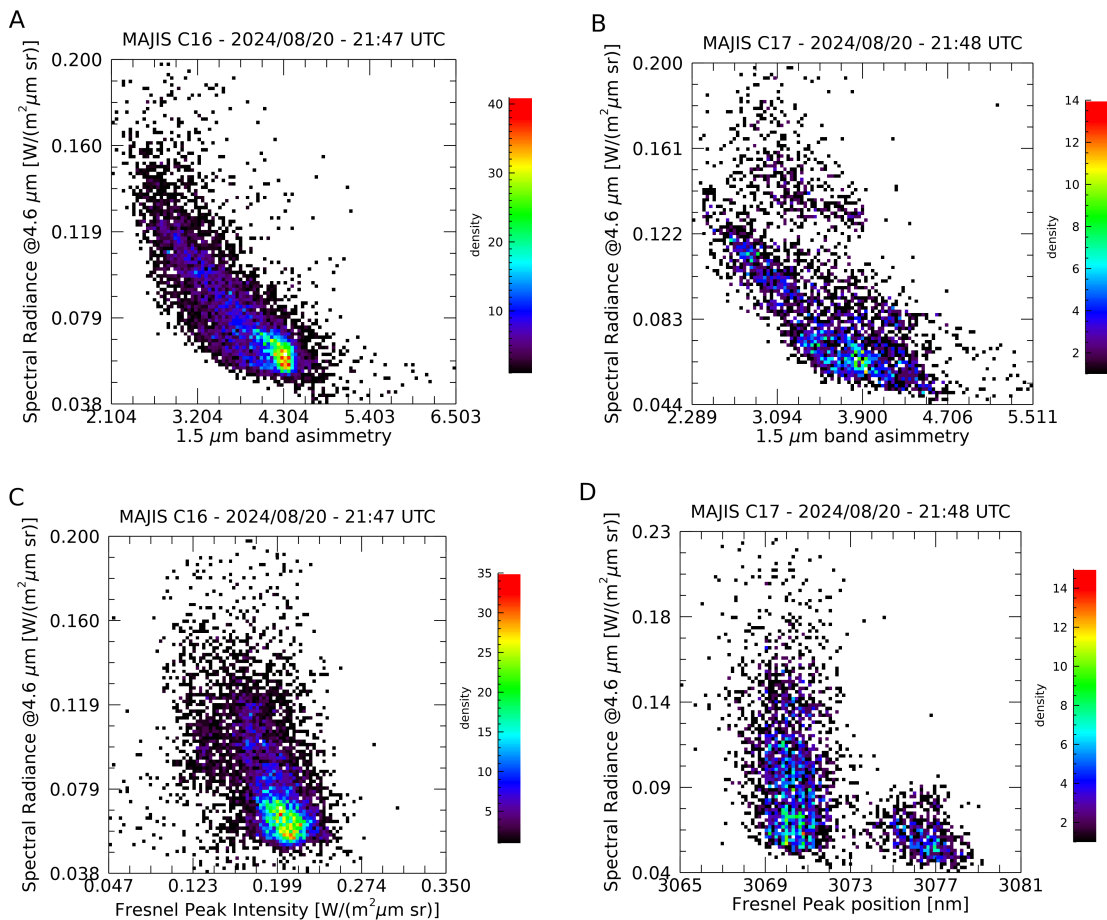 A
MAJIS C16 - 2024/08/20 - 21:47 UTC
Spectral Radiance @4.6 µm [W/(m²µm sr)]
0.200
0.160
0.119
0.079
0.038
2.104 3.204 4.304 5.403 6.503
1.5 µm band asimmetry
40
30
20
10
density
B
MAJIS C17 - 2024/08/20 - 21:48 UTC
Spectral Radiance @4.6 µm [W/(m²µm sr)]
0.200
0.161
0.122
0.083
0.044
2.289 3.094 3.900 4.706 5.511
1.5 µm band asimmetry
14
12
10
8
6
4
2
density
C
MAJIS C16 - 2024/08/20 - 21:47 UTC
Spectral Radiance @4.6 µm [W/(m²µm sr)]
0.200
0.160
0.119
0.079
0.038
0.047 0.123 0.199 0.274 0.350
Fresnel Peak Intensity [W/(m²µm sr)]
35
30
25
20
15
10
5
density
D
MAJIS C17 - 2024/08/20 - 21:48 UTC
Spectral Radiance @4.6 µm [W/(m²µm sr)]
0.23
0.18
0.14
0.09
0.04
3065 3069 3073 3077 3081
Fresnel Peak position [nm]
14
12
10
8
6
4
2
density